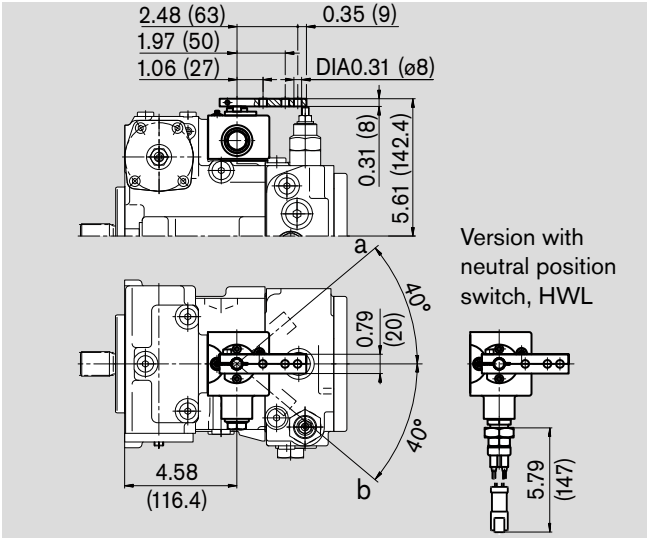 2.48 (63)
0.35 (9)
1.97 (50)
1.06 (27)
DIA0.31 (ø8)
0.31 (8)
5.61 (142.4)
Version with
neutral position
switch, HWL
a
40°
0.79
(20)
40°
b
4.58
(116.4)
5.79
(147)